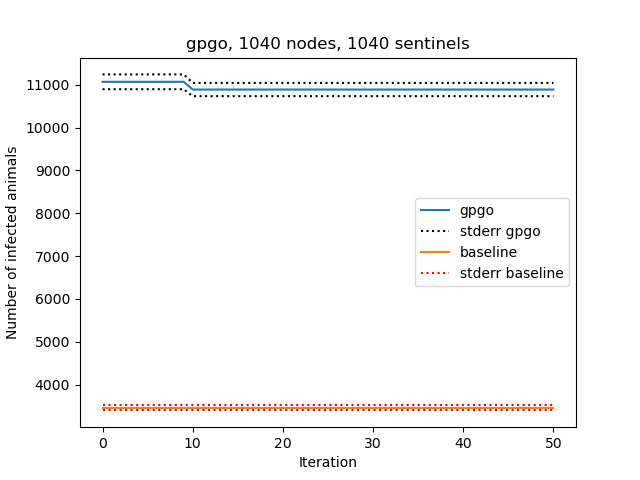 gpgo, 1040 nodes, 1040 sentinels
Number of infected animals
11000
10000
9000
8000
7000
6000
5000
4000
gpgo
stderr gpgo
baseline
stderr baseline
0 10 20 30 40 50
Iteration